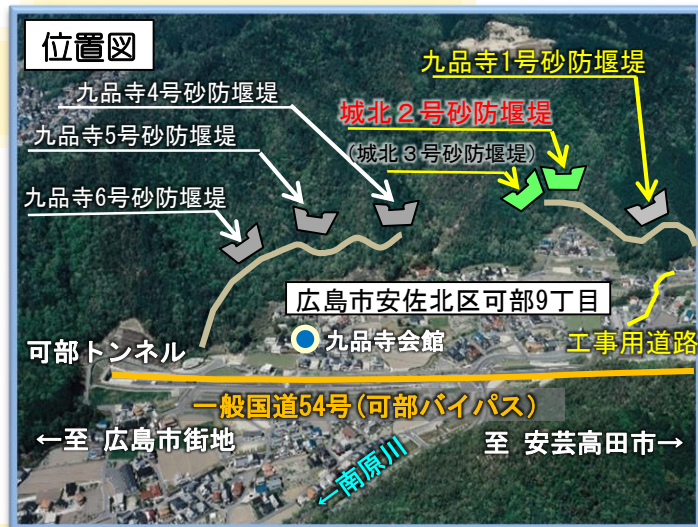 位置図
九品寺1号砂防堰堤
九品寺4号砂防堰堤
城北２号砂防堰堤
九品寺5号砂防堰堤
(城北３号砂防堰堤)
九品寺6号砂防堰堤
広島市安佐北区可部9丁目
九品寺会館
可部トンネル
工事用道路
一般国道54号(可部バイパス)
←至 広島市街地
至 安芸高田市→
←南原川